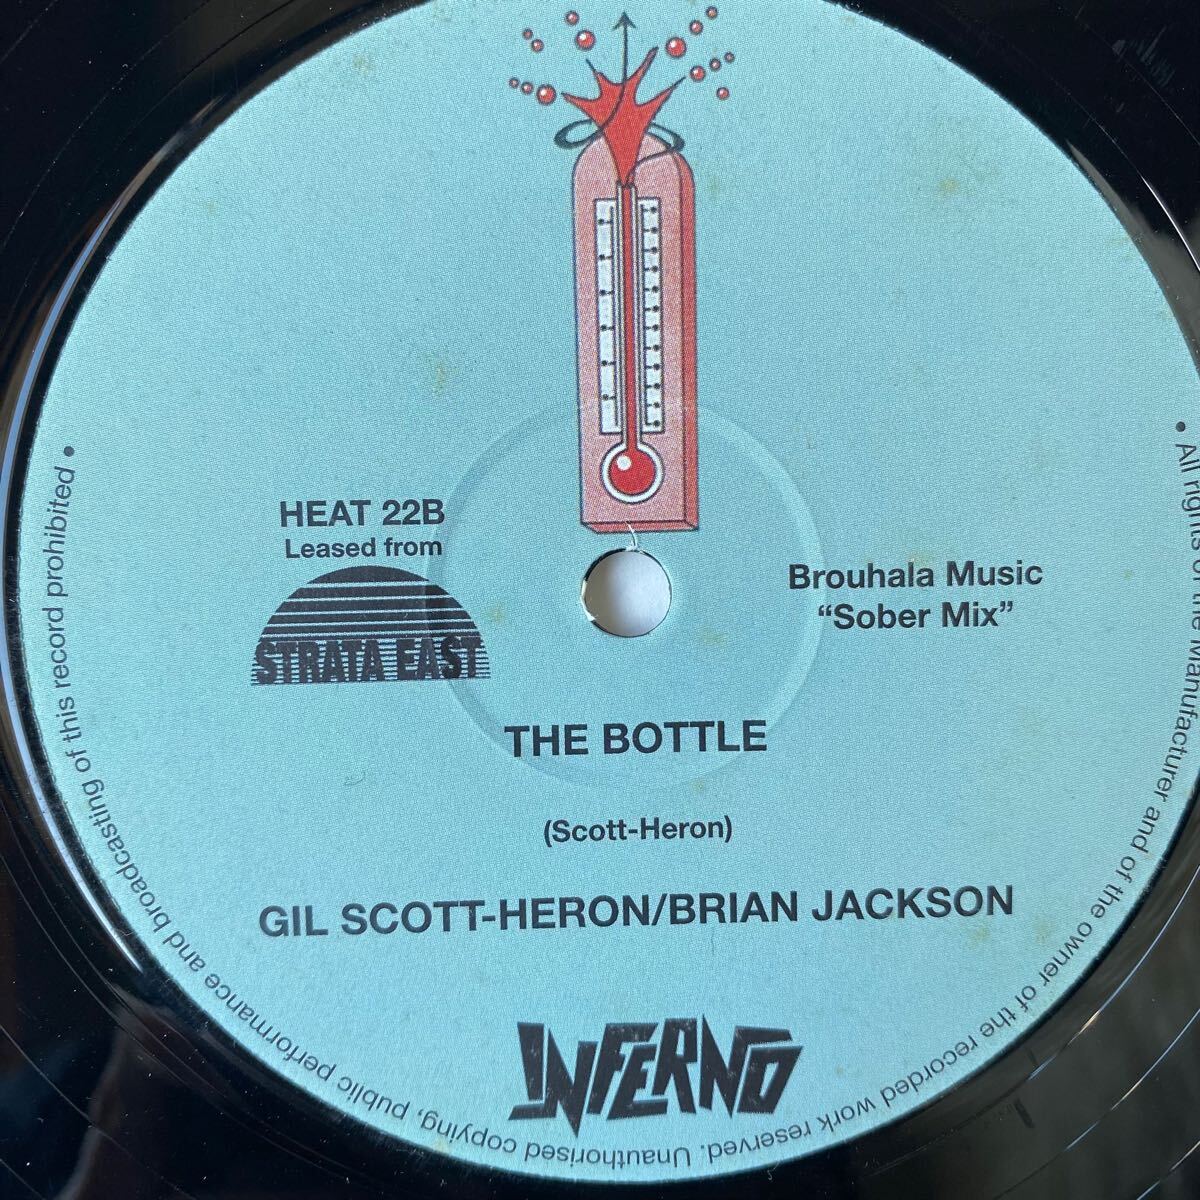 HEAT 22B
Leased from
STRATA EAST
Brouhala Music
“Sober Mix”
THE BOTTLE
(Scott-Heron)
GIL SCOTT-HERON/BRIAN JACKSON
INFERNO
• All rights of the Manufacturer and of the owner of the recorded work reserved. Unauthorised copying, public performance and broadcasting of this record prohibited •